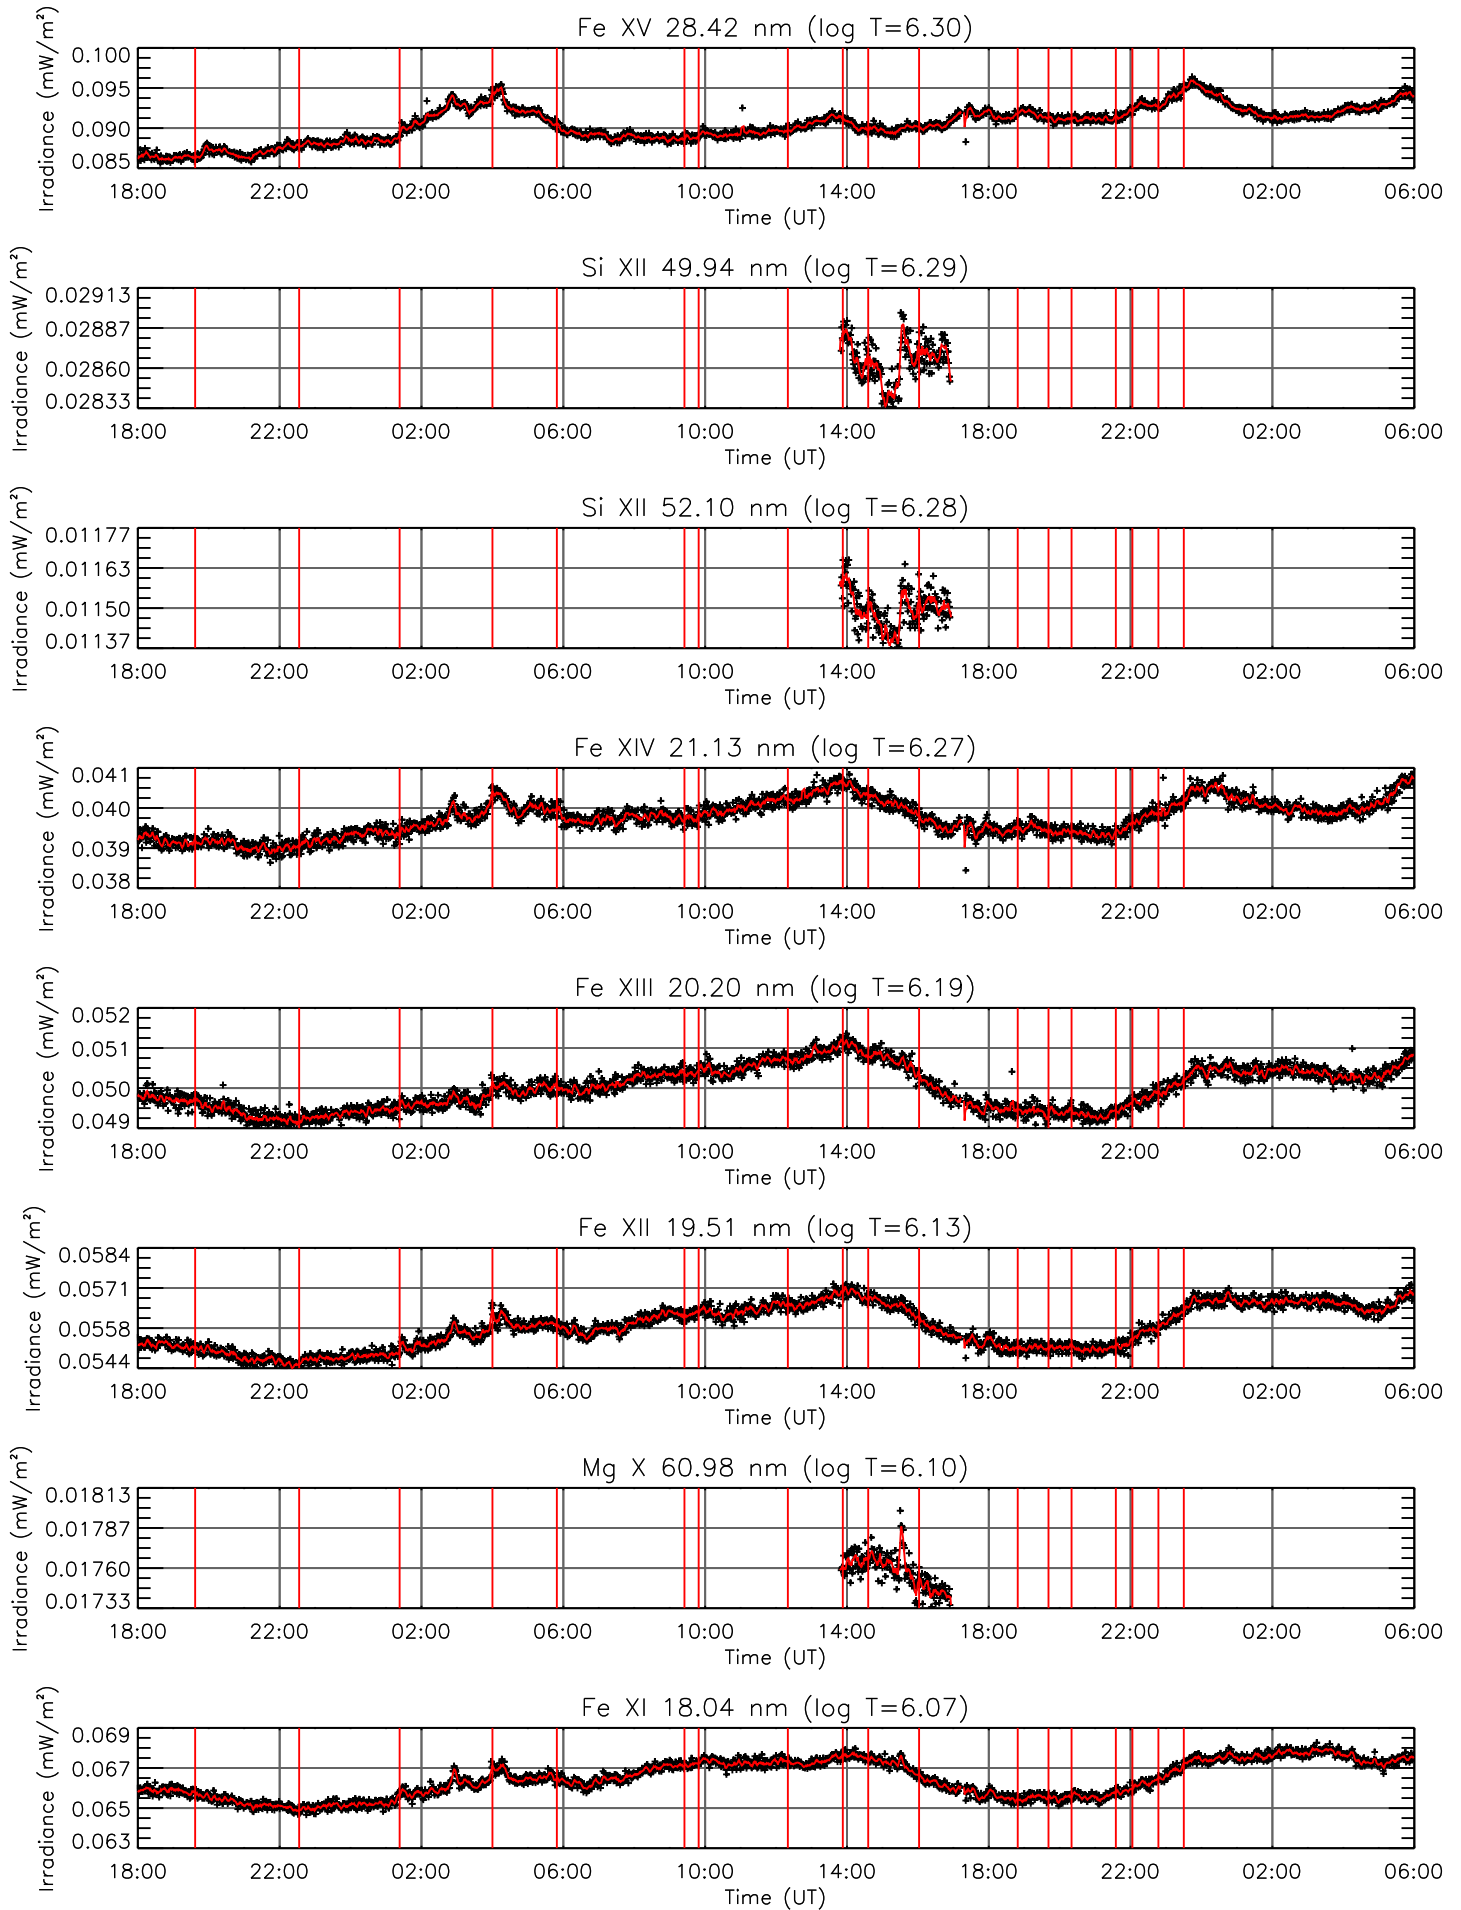 Fe XV 28.42 nm (log T=6.30)
Irradiance (mW/m²)
0.100
0.095
0.090
0.085
18:00 22:00 02:00 06:00 10:00 14:00 18:00 22:00 02:00 06:00
Time (UT)
Si XII 49.94 nm (log T=6.29)
Irradiance (mW/m²)
0.02913
0.02887
0.02860
0.02833
18:00 22:00 02:00 06:00 10:00 14:00 18:00 22:00 02:00 06:00
Time (UT)
Si XII 52.10 nm (log T=6.28)
Irradiance (mW/m²)
0.01177
0.01163
0.01150
0.01137
18:00 22:00 02:00 06:00 10:00 14:00 18:00 22:00 02:00 06:00
Time (UT)
Fe XIV 21.13 nm (log T=6.27)
Irradiance (mW/m²)
0.041
0.040
0.039
0.038
18:00 22:00 02:00 06:00 10:00 14:00 18:00 22:00 02:00 06:00
Time (UT)
Fe XIII 20.20 nm (log T=6.19)
Irradiance (mW/m²)
0.052
0.051
0.050
0.049
18:00 22:00 02:00 06:00 10:00 14:00 18:00 22:00 02:00 06:00
Time (UT)
Fe XII 19.51 nm (log T=6.13)
Irradiance (mW/m²)
0.0584
0.0571
0.0558
0.0544
18:00 22:00 02:00 06:00 10:00 14:00 18:00 22:00 02:00 06:00
Time (UT)
Mg X 60.98 nm (log T=6.10)
Irradiance (mW/m²)
0.01813
0.01787
0.01760
0.01733
18:00 22:00 02:00 06:00 10:00 14:00 18:00 22:00 02:00 06:00
Time (UT)
Fe XI 18.04 nm (log T=6.07)
Irradiance (mW/m²)
0.069
0.067
0.065
0.063
18:00 22:00 02:00 06:00 10:00 14:00 18:00 22:00 02:00 06:00
Time (UT)